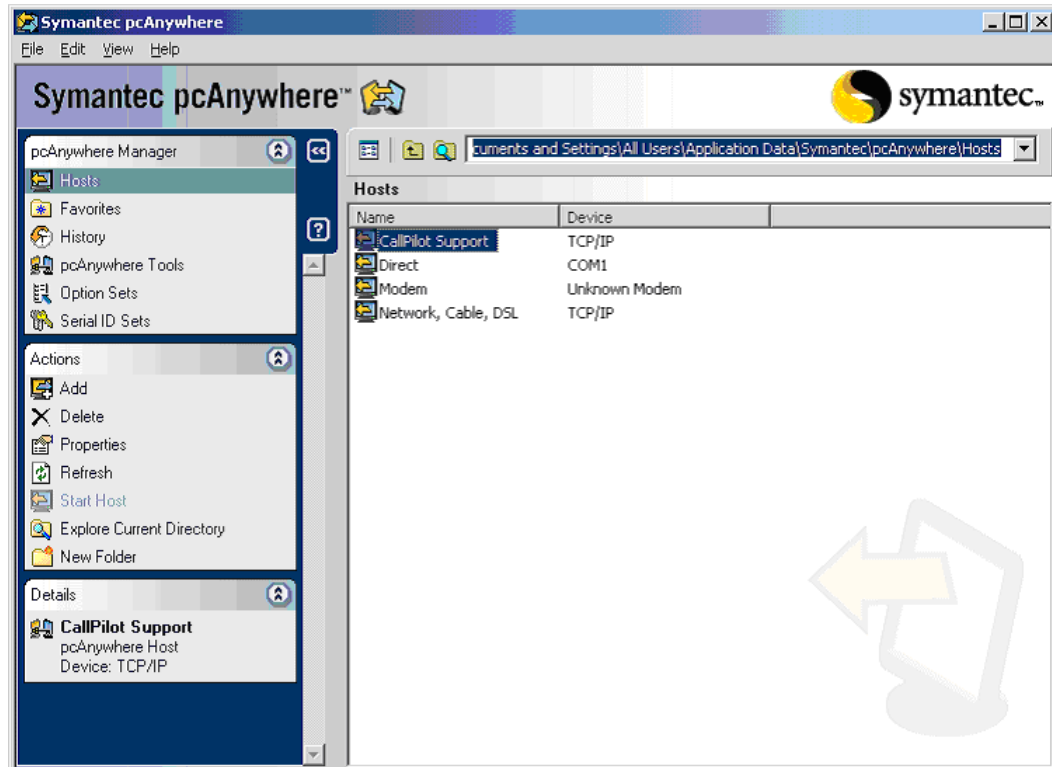 Symantec pcAnywhere
File Edit View Help
Symantec pcAnywhere™
symantec™
pcAnywhere Manager
Hosts
Favorites
History
pcAnywhere Tools
Option Sets
Serial ID Sets
Actions
Add
Delete
Properties
Refresh
Start Host
Explore Current Directory
New Folder
Details
CallPilot Support
pcAnywhere Host
Device: TCP/IP
cuments and Settings\All Users\Application Data\Symantec\pcAnywhere\Hosts
Hosts
Name Device
CallPilot Support TCP/IP
Direct COM1
Modem Unknown Modem
Network, Cable, DSL TCP/IP